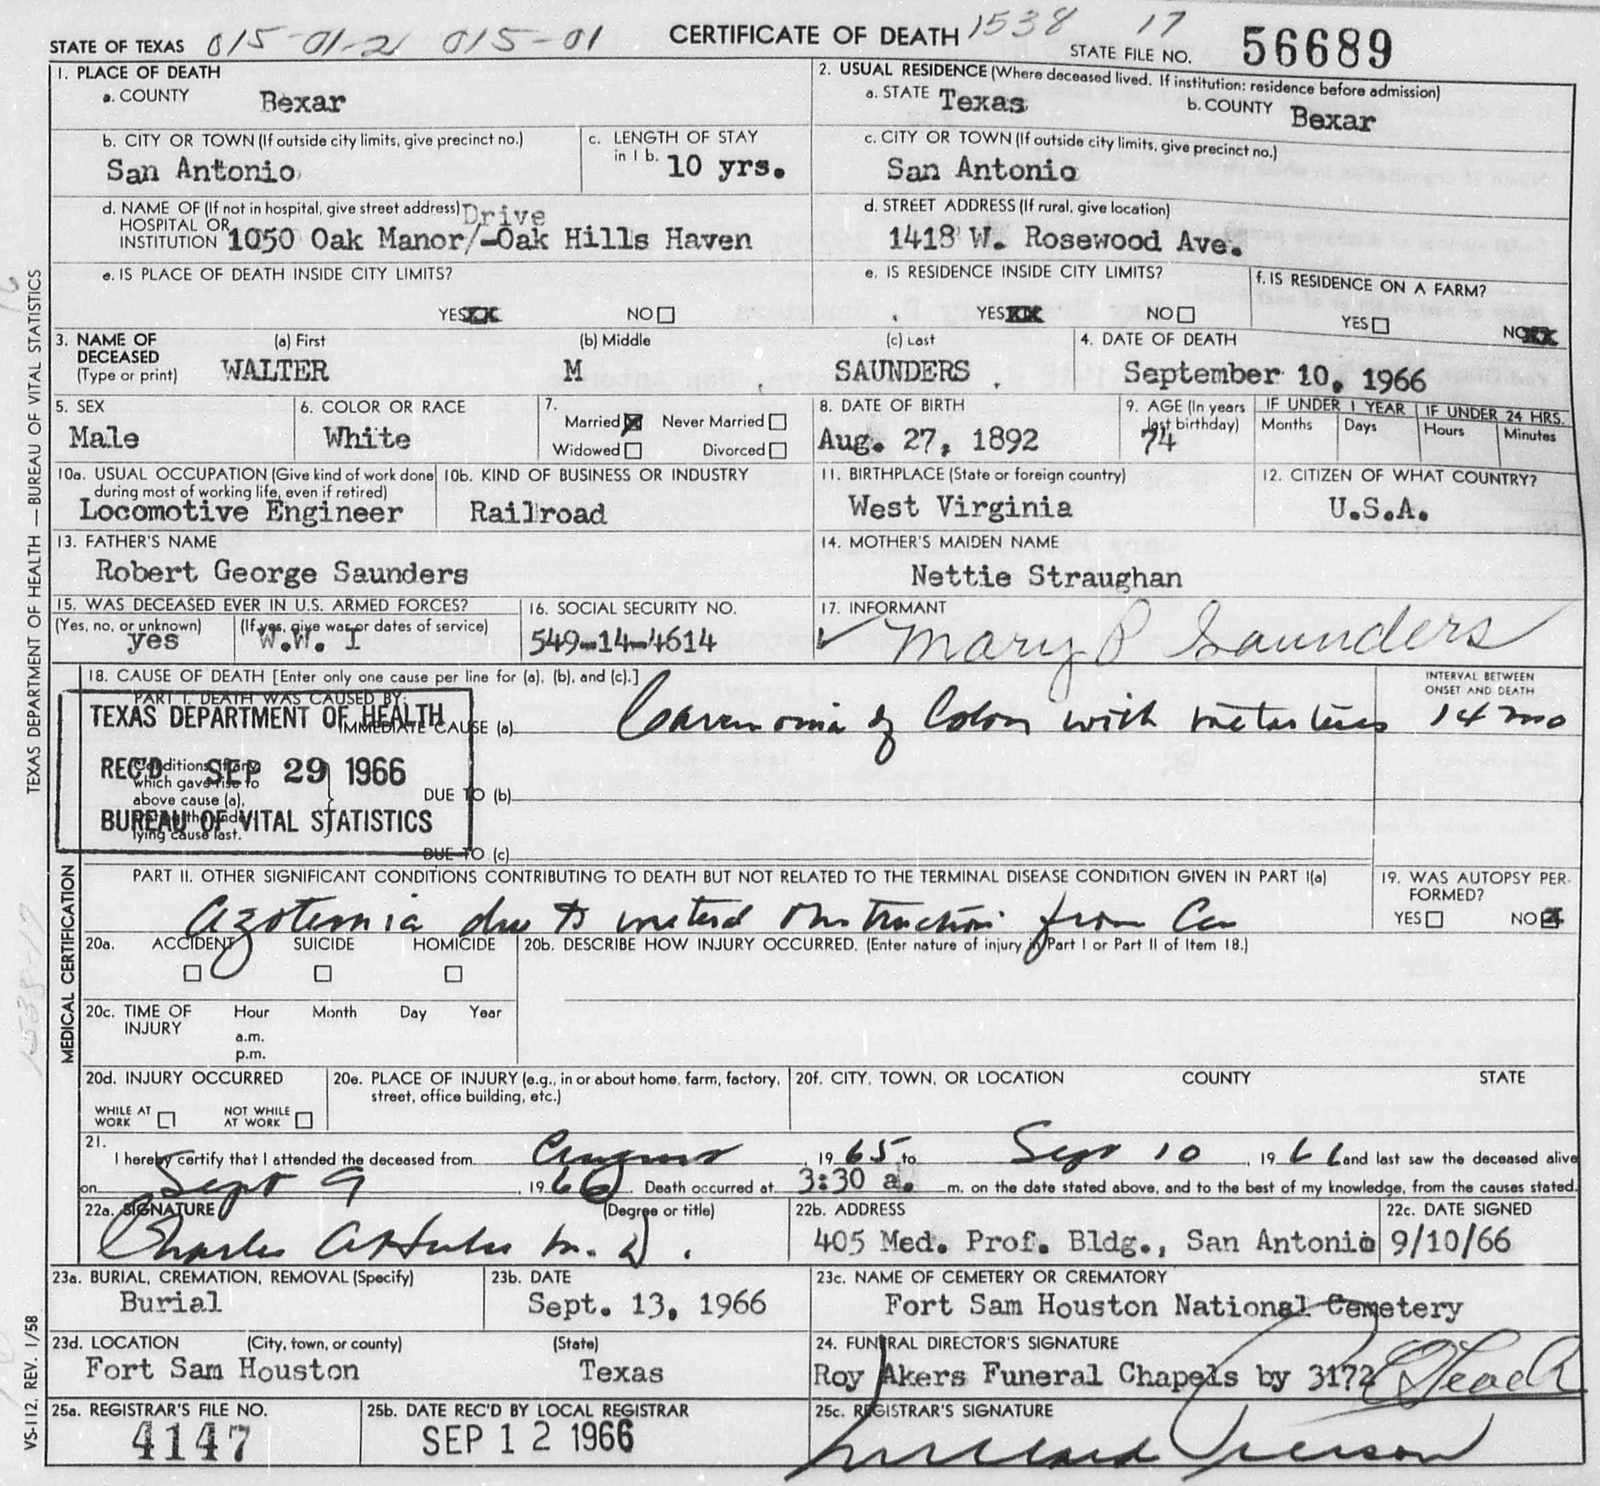 STATE OF TEXAS 015-01-21 015-01 CERTIFICATE OF DEATH 1538 17 STATE FILE NO. 56689
1. PLACE OF DEATH
a. COUNTY Bexar
2. USUAL RESIDENCE (Where deceased lived. If institution: residence before admission)
a. STATE Texas b. COUNTY Bexar
b. CITY OR TOWN (If outside city limits, give precinct no.)
San Antonio
c. LENGTH OF STAY
in 1 b. 10 yrs.
c. CITY OR TOWN (If outside city limits, give precinct no.)
San Antonio
d. NAME OF (If not in hospital, give street address) Drive
HOSPITAL OR
INSTITUTION 1050 Oak Manor/-Oak Hills Haven
d. STREET ADDRESS (If rural, give location)
1418 W. Rosewood Ave.
e. IS PLACE OF DEATH INSIDE CITY LIMITS?
YES XX NO
e. IS RESIDENCE INSIDE CITY LIMITS?
YES XX NO
f. IS RESIDENCE ON A FARM?
YES NO XX
3. NAME OF DECEASED (Type or print)
(a) First (b) Middle (c) Last
WALTER M SAUNDERS
4. DATE OF DEATH
September 10, 1966
5. SEX
Male
6. COLOR OR RACE
White
7. Married X Never Married
Widowed Divorced
8. DATE OF BIRTH
Aug. 27, 1892
9. AGE (In years
last birthday)
74
IF UNDER 1 YEAR
Months Days
IF UNDER 24 HRS.
Hours Minutes
10a. USUAL OCCUPATION (Give kind of work done
during most of working life, even if retired)
Locomotive Engineer
10b. KIND OF BUSINESS OR INDUSTRY
Railroad
11. BIRTHPLACE (State or foreign country)
West Virginia
12. CITIZEN OF WHAT COUNTRY?
U.S.A.
13. FATHER'S NAME
Robert George Saunders
14. MOTHER'S MAIDEN NAME
Nettie Straughan
15. WAS DECEASED EVER IN U.S. ARMED FORCES?
(Yes, no, or unknown) (If yes, give war or dates of service)
yes W.W. I
16. SOCIAL SECURITY NO.
549-14-4614
17. INFORMANT
Mary P Saunders
18. CAUSE OF DEATH [Enter only one cause per line for (a), (b), and (c).]
PART I. DEATH WAS CAUSED BY:
IMMEDIATE CAUSE (a) Carcinoma of Colon with metastases
INTERVAL BETWEEN
ONSET AND DEATH
14 mo
Conditions, if any,
which gave rise to
above cause (a),
stating the under-
lying cause last.
DUE TO (b)
DUE TO (c)
TEXAS DEPARTMENT OF HEALTH
REC'D SEP 29 1966
BUREAU OF VITAL STATISTICS
PART II. OTHER SIGNIFICANT CONDITIONS CONTRIBUTING TO DEATH BUT NOT RELATED TO THE TERMINAL DISEASE CONDITION GIVEN IN PART I(a)
Azotemia due to ureteral obstruction from Ca
19. WAS AUTOPSY PER-
FORMED?
YES NO X
20a. ACCIDENT SUICIDE HOMICIDE
20b. DESCRIBE HOW INJURY OCCURRED. (Enter nature of injury in Part I or Part II of Item 18.)
20c. TIME OF
INJURY
Hour Month Day Year
a.m.
p.m.
20d. INJURY OCCURRED
WHILE AT
WORK
NOT WHILE
AT WORK
20e. PLACE OF INJURY (e.g., in or about home, farm, factory,
street, office building, etc.)
20f. CITY, TOWN, OR LOCATION COUNTY STATE
21.
I hereby certify that I attended the deceased from August, 1965 to Sept 10, 1966 and last saw the deceased alive
on Sept 9, 1966. Death occurred at 3:30 a. m. on the date stated above, and to the best of my knowledge, from the causes stated.
22a. SIGNATURE (Degree or title)
Charles A Hulse M. D.
22b. ADDRESS
405 Med. Prof. Bldg., San Antonio
22c. DATE SIGNED
9/10/66
23a. BURIAL, CREMATION, REMOVAL (Specify)
Burial
23b. DATE
Sept. 13, 1966
23c. NAME OF CEMETERY OR CREMATORY
Fort Sam Houston National Cemetery
23d. LOCATION (City, town, or county) (State)
Fort Sam Houston Texas
24. FUNERAL DIRECTOR'S SIGNATURE
Roy Akers Funeral Chapels by 3172
25a. REGISTRAR'S FILE NO.
4147
25b. DATE REC'D BY LOCAL REGISTRAR
SEP 12 1966
25c. REGISTRAR'S SIGNATURE
TEXAS DEPARTMENT OF HEALTH — BUREAU OF VITAL STATISTICS
MEDICAL CERTIFICATION
VS-112. REV. 1/58
1538-17